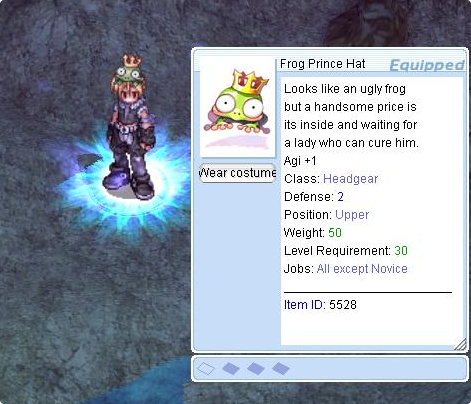 Frog Prince Hat
Equipped
Looks like an ugly frog
but a handsome price is
its inside and waiting for
a lady who can cure him.
Agi +1
Class: Headgear
Defense: 2
Position: Upper
Weight: 50
Level Requirement: 30
Jobs: All except Novice
Item ID: 5528
Wear costume